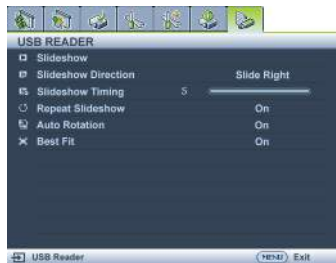 USB READER
Slideshow
Slideshow Direction Slide Right
Slideshow Timing 5
Repeat Slideshow On
Auto Rotation On
Best Fit On
USB Reader MENU Exit